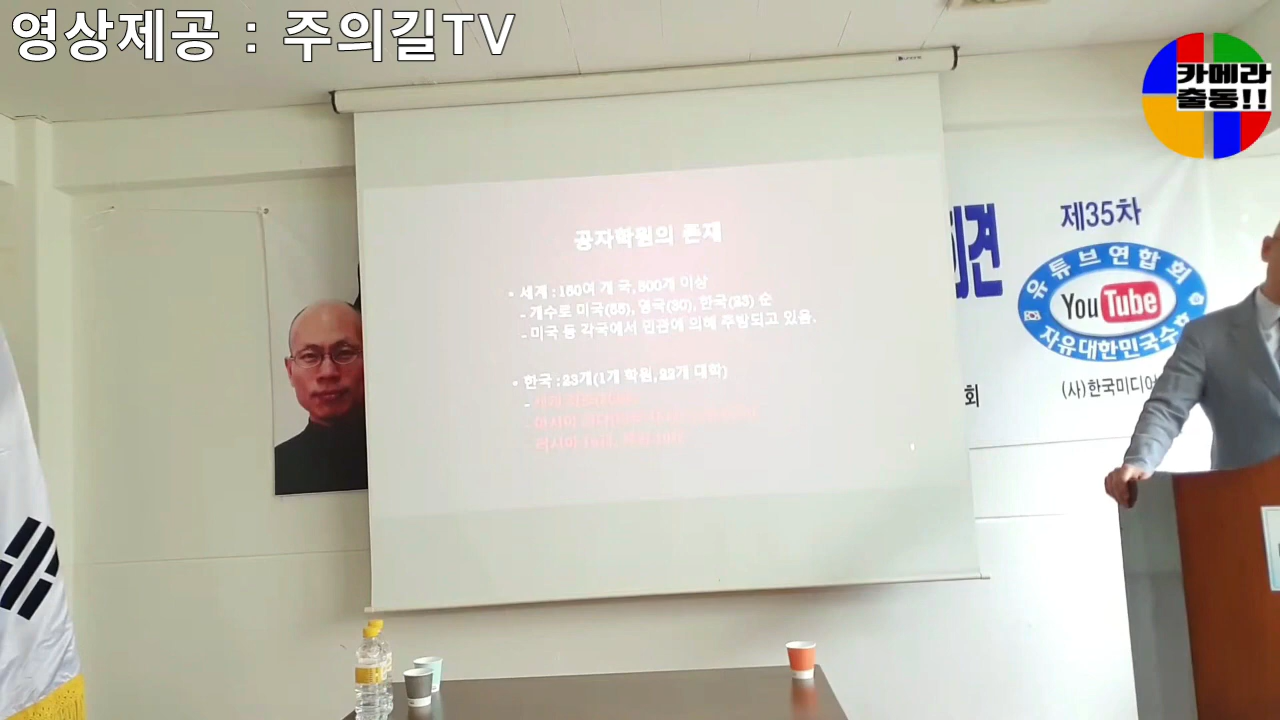 영상제공 : 주의길TV
카메라
출동!!
공자학원의 존재
• 세계 : 160여 개 국, 500개 이상
- 개수로 미국(65), 영국(30), 한국(23) 순
- 미국 등 각국에서 민관에 의해 추방되고 있음.
• 한국 : 23개(1개 학원, 22개 대학)
제35차
회견
유튜브연합회
YouTube
자유대한민국수호
회
(사)한국미디어